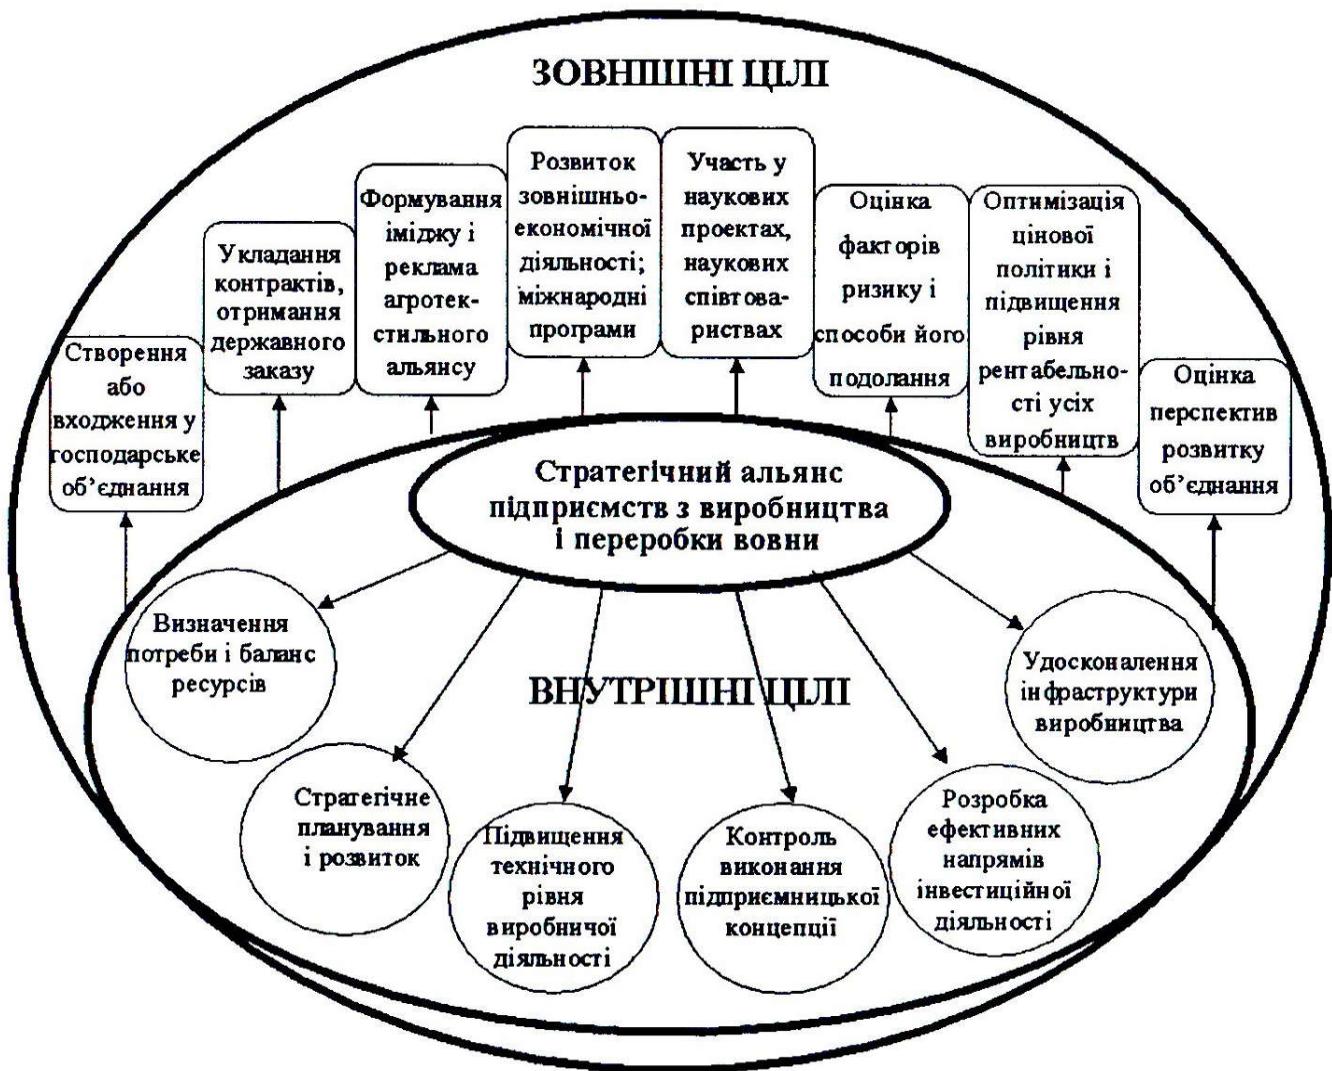 ЗОВНІШНІ ЦІЛІ
Створення
або
входження у
господарське
об’єднання
Укладання
контрактів,
отримання
державного
заказу
Формування
іміджу і
реклама
агротек-
стильного
альянсу
Розвиток
зовнішньо-
економічної
діяльності;
міжнародні
програми
Участь у
наукових
проектах,
наукових
співтова-
риствах
Оцінка
факторів
ризику і
способи його
подолання
Оптимізація
цінової
політики і
підвищення
рівня
рентабельно-
сті усіх
виробництв
Оцінка
перспектив
розвитку
об’єднання
Стратегічний альянс
підприємств з виробництва
і переробки вовни
ВНУТРІШНІ ЦІЛІ
Визначення
потреби і баланс
ресурсів
Стратегічне
планування
і розвиток
Підвищення
технічного
рівня
виробничої
діяльності
Контроль
виконання
підприємницької
концепції
Розробка
ефективних
напрямів
інвестиційної
діяльності
Удосконалення
інфраструктури
виробництва